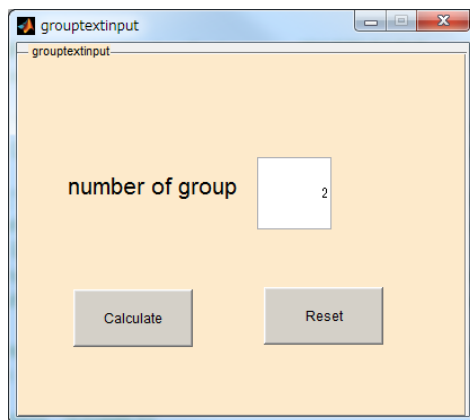 grouptextinput
grouptextinput
number of group
2
Calculate
Reset